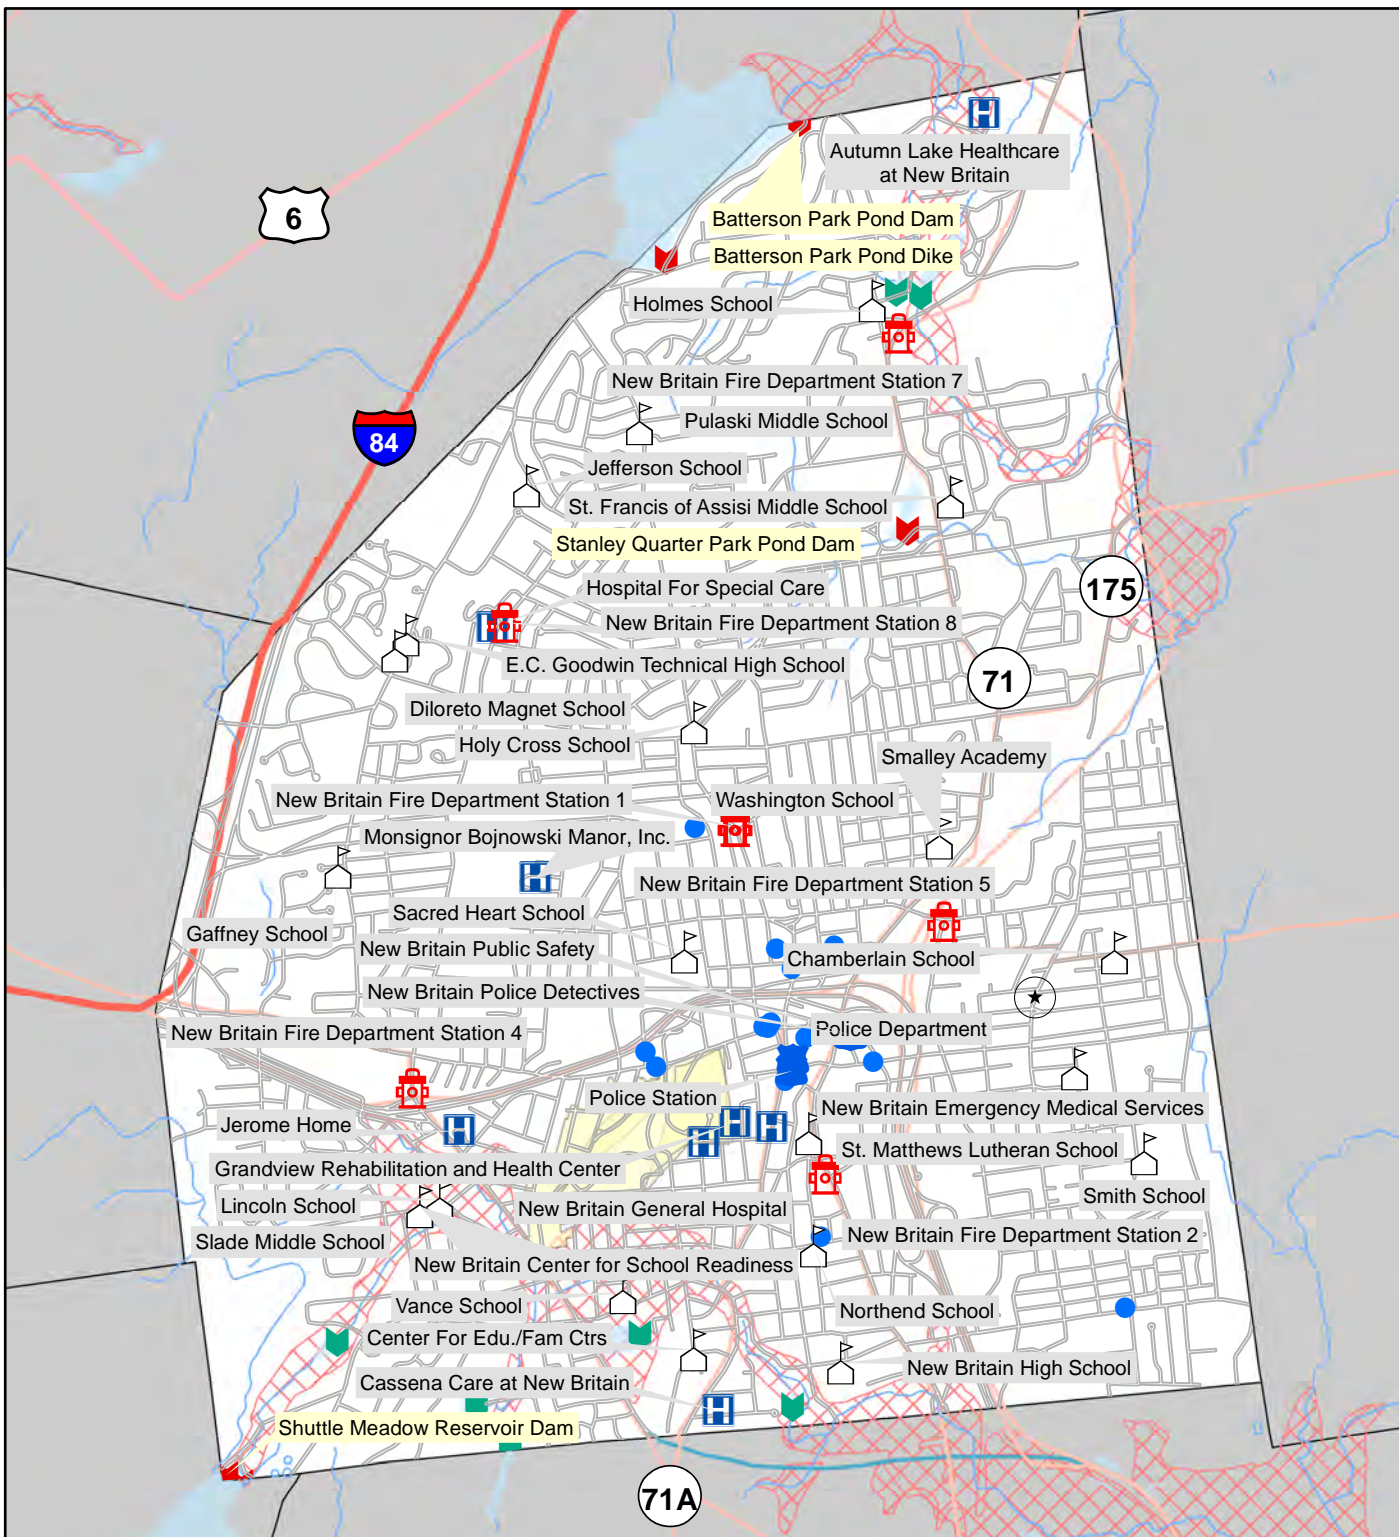 Autumn Lake Healthcare
at New Britain
6
Batterson Park Pond Dam
Batterson Park Pond Dike
Holmes School
New Britain Fire Department Station 7
Pulaski Middle School
84
Jefferson School
St. Francis of Assisi Middle School
Stanley Quarter Park Pond Dam
175
Hospital For Special Care
New Britain Fire Department Station 8
E.C. Goodwin Technical High School
71
Diloreto Magnet School
Holy Cross School
Smalley Academy
New Britain Fire Department Station 1
Washington School
Monsignor Bojnowski Manor, Inc.
New Britain Fire Department Station 5
Sacred Heart School
Gaffney School
New Britain Public Safety
Chamberlain School
New Britain Police Detectives
New Britain Fire Department Station 4
Police Department
Police Station
New Britain Emergency Medical Services
Jerome Home
St. Matthews Lutheran School
Grandview Rehabilitation and Health Center
Smith School
Lincoln School
New Britain General Hospital
Slade Middle School
New Britain Fire Department Station 2
New Britain Center for School Readiness
Vance School
Northend School
Center For Edu./Fam Ctrs
New Britain High School
Cassena Care at New Britain
Shuttle Meadow Reservoir Dam
71A